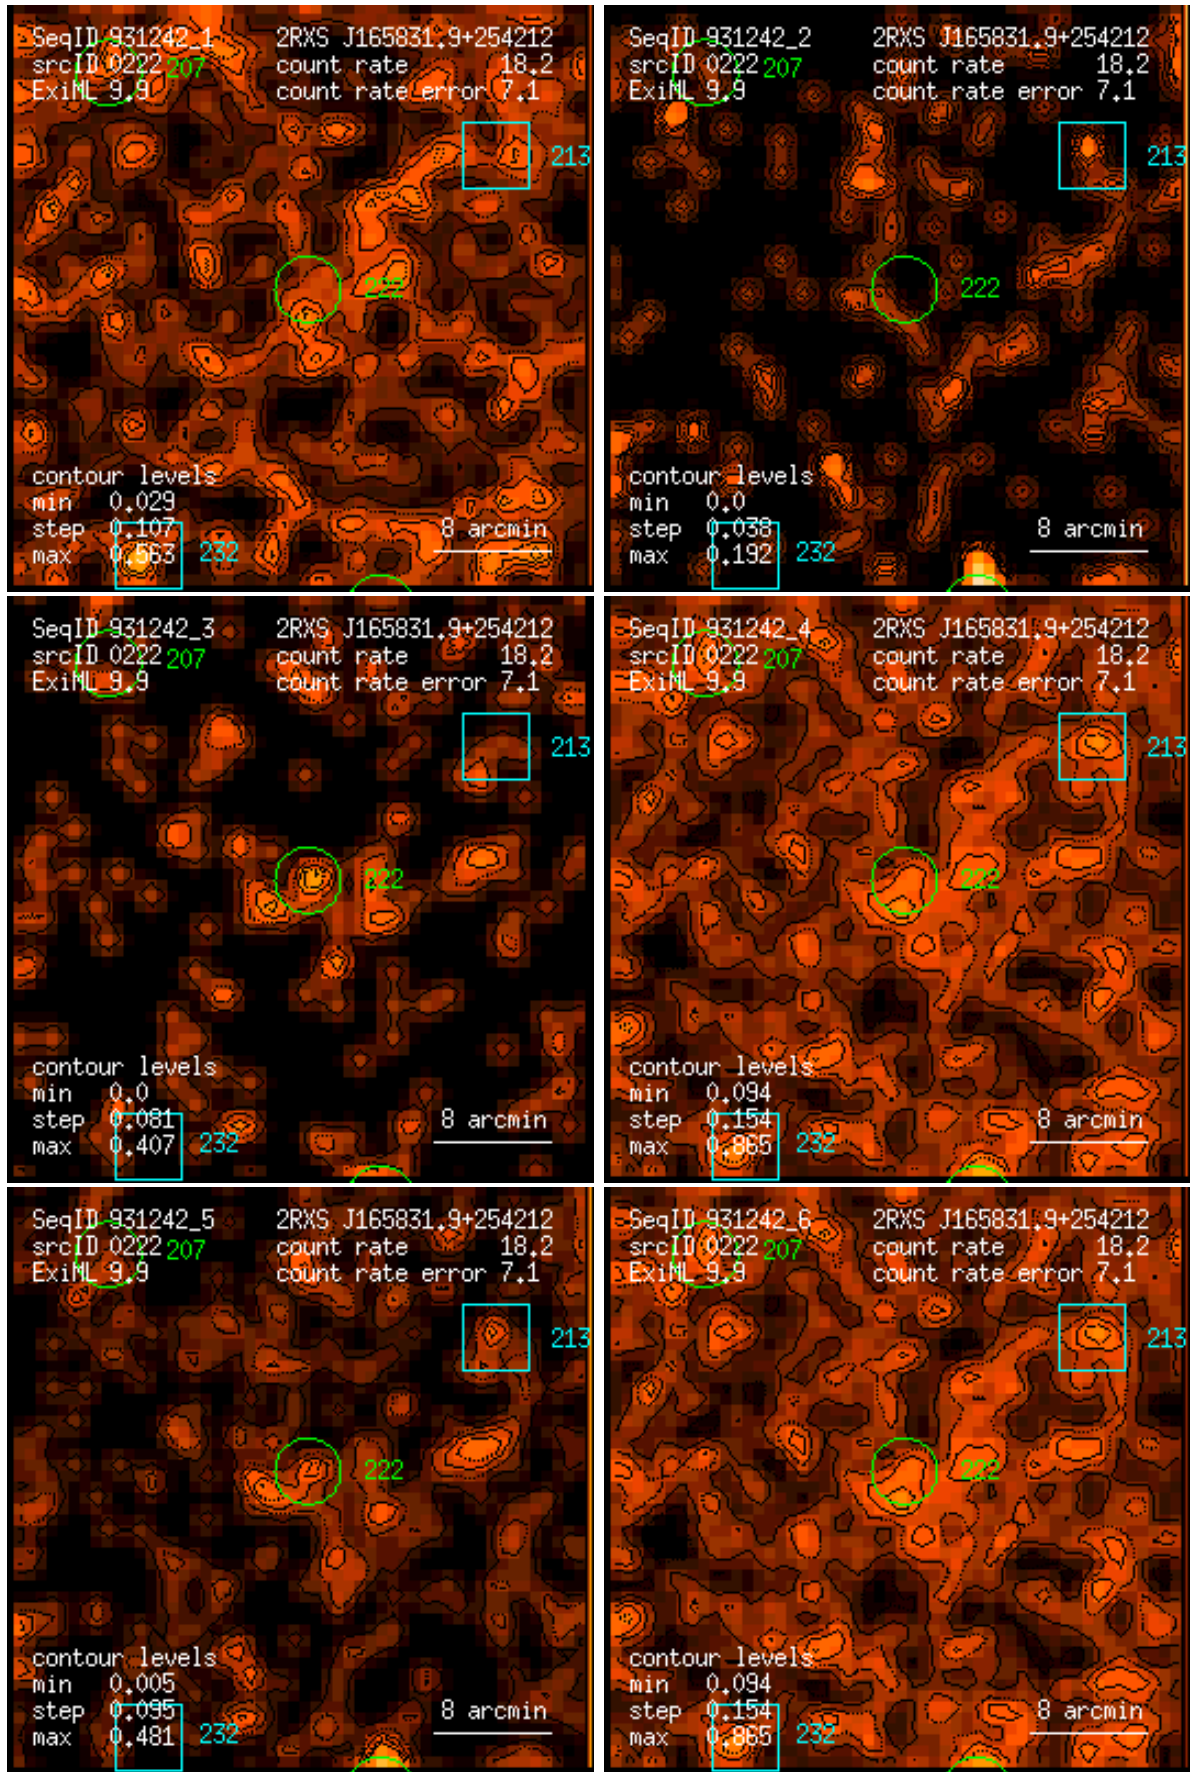 SeqID 931242_1 2RXS J165831.9+254212
srcID 0222 207 count rate 18.2
ExiML 9.9 count rate error 7.1
213
222
contour levels
min 0.029
step 0.107 8 arcmin
max 0.563 232
SeqID 931242_2 2RXS J165831.9+254212
srcID 0222 207 count rate 18.2
ExiML 9.9 count rate error 7.1
213
222
contour levels
min 0.0
step 0.038 8 arcmin
max 0.192 232
SeqID 931242_3 2RXS J165831.9+254212
srcID 0222 207 count rate 18.2
ExiML 9.9 count rate error 7.1
213
222
contour levels
min 0.0
step 0.081 8 arcmin
max 0.407 232
SeqID 931242_4 2RXS J165831.9+254212
srcID 0222 207 count rate 18.2
ExiML 9.9 count rate error 7.1
213
222
contour levels
min 0.094
step 0.154 8 arcmin
max 0.865 232
SeqID 931242_5 2RXS J165831.9+254212
srcID 0222 207 count rate 18.2
ExiML 9.9 count rate error 7.1
213
222
contour levels
min 0.005
step 0.095 8 arcmin
max 0.481 232
SeqID 931242_6 2RXS J165831.9+254212
srcID 0222 207 count rate 18.2
ExiML 9.9 count rate error 7.1
213
222
contour levels
min 0.094
step 0.154 8 arcmin
max 0.865 232